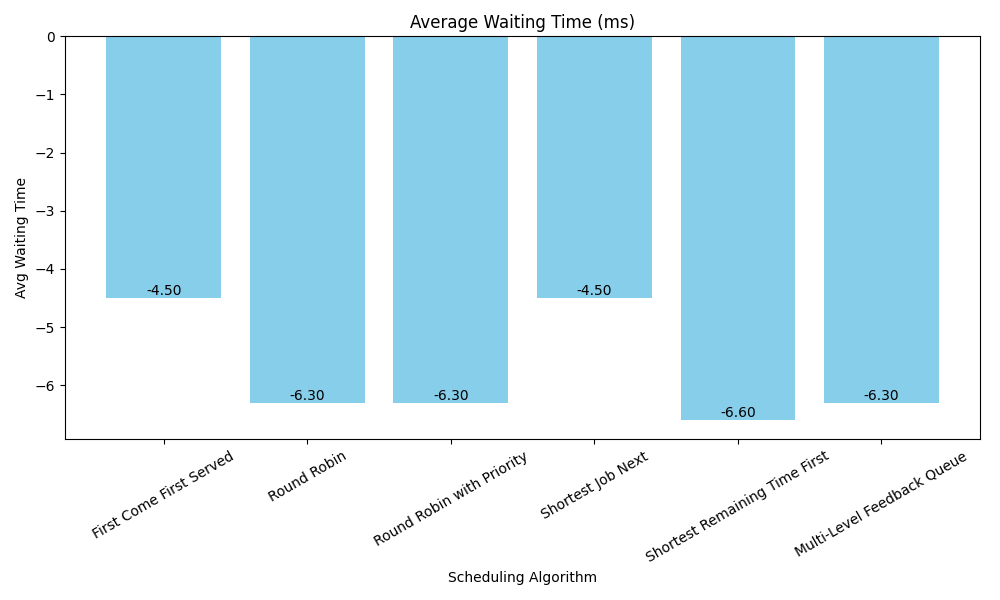 Average Waiting Time (ms)
Avg Waiting Time
0
−1
−2
−3
−4
−5
−6
-4.50
-6.30
-6.30
-4.50
-6.60
-6.30
First Come First Served
Round Robin
Round Robin with Priority
Shortest Job Next
Shortest Remaining Time First
Multi-Level Feedback Queue
Scheduling Algorithm